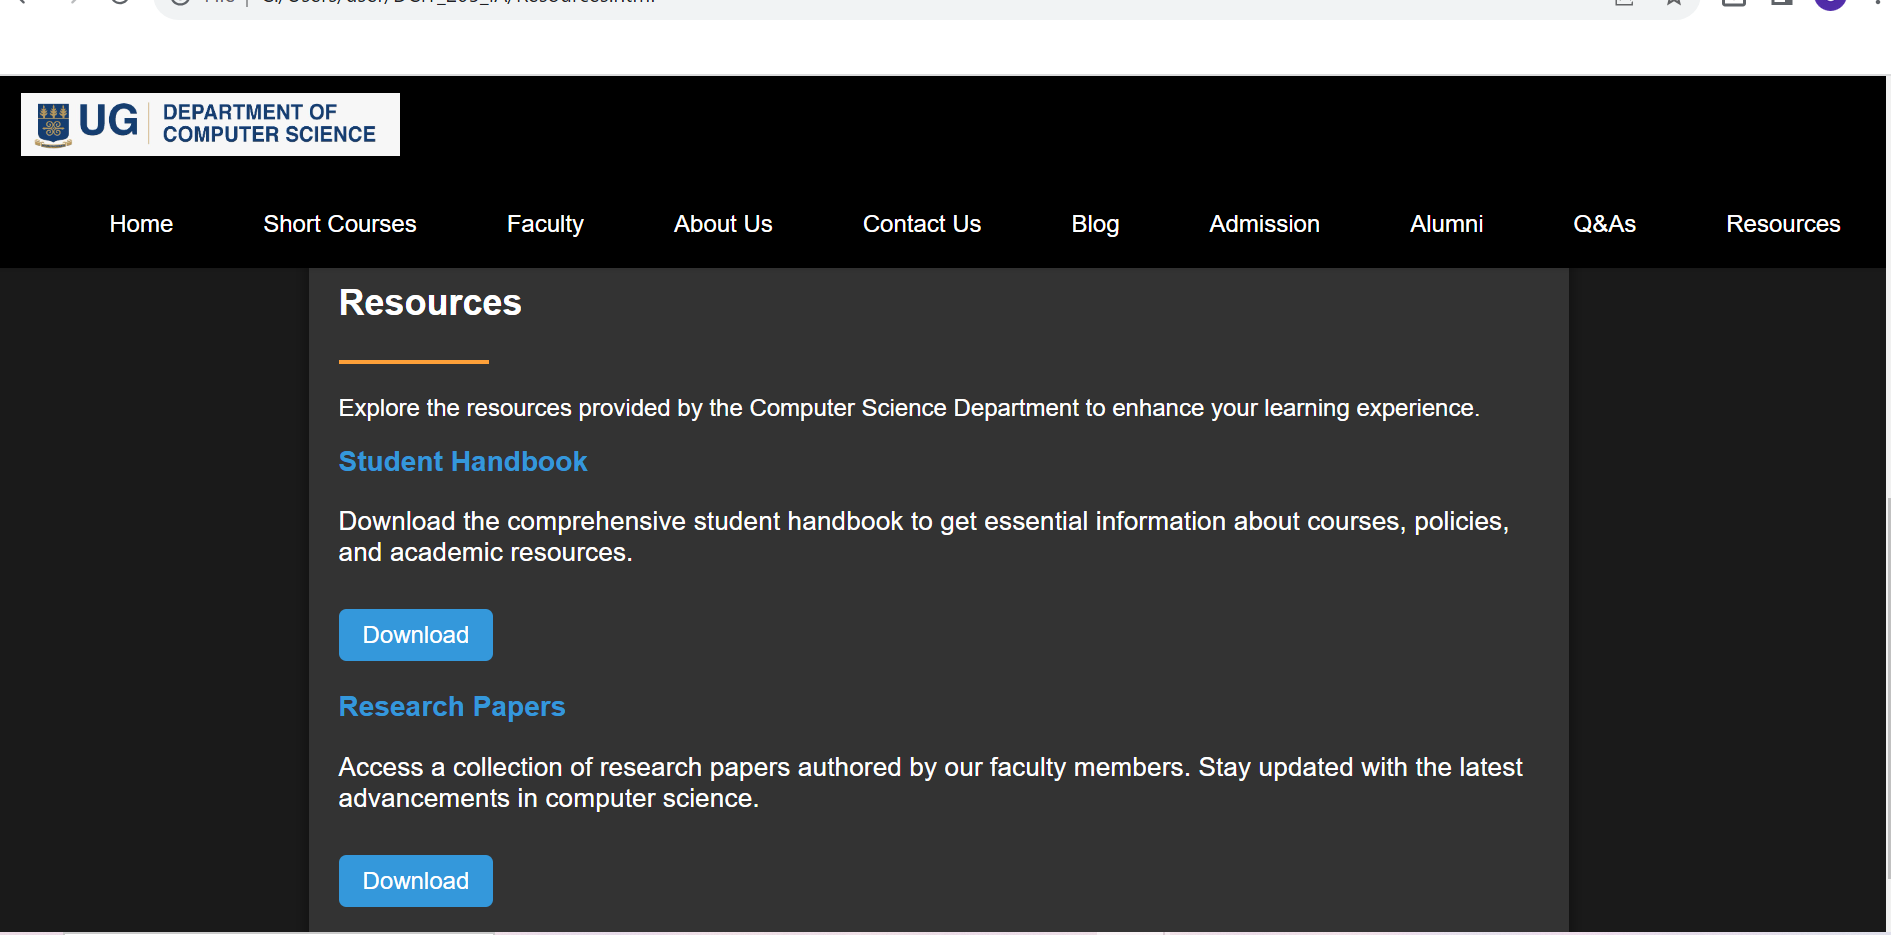 UG
DEPARTMENT OF
COMPUTER SCIENCE
Home Short Courses Faculty About Us Contact Us Blog Admission Alumni Q&As Resources
Resources
Explore the resources provided by the Computer Science Department to enhance your learning experience.
Student Handbook
Download the comprehensive student handbook to get essential information about courses, policies,
and academic resources.
Download
Research Papers
Access a collection of research papers authored by our faculty members. Stay updated with the latest
advancements in computer science.
Download